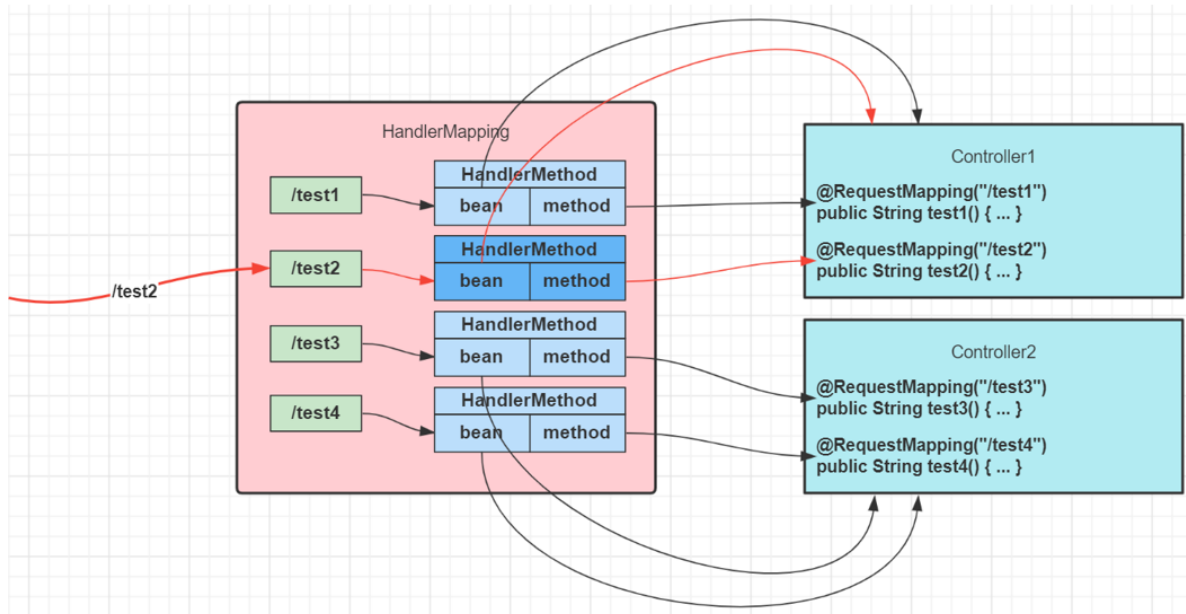 HandlerMapping
/test2
/test1
HandlerMethod
bean method
/test2
HandlerMethod
bean method
/test3
HandlerMethod
bean method
/test4
HandlerMethod
bean method
Controller1
@RequestMapping("/test1")
public String test1() { ... }
@RequestMapping("/test2")
public String test2() { ... }
Controller2
@RequestMapping("/test3")
public String test3() { ... }
@RequestMapping("/test4")
public String test4() { ... }